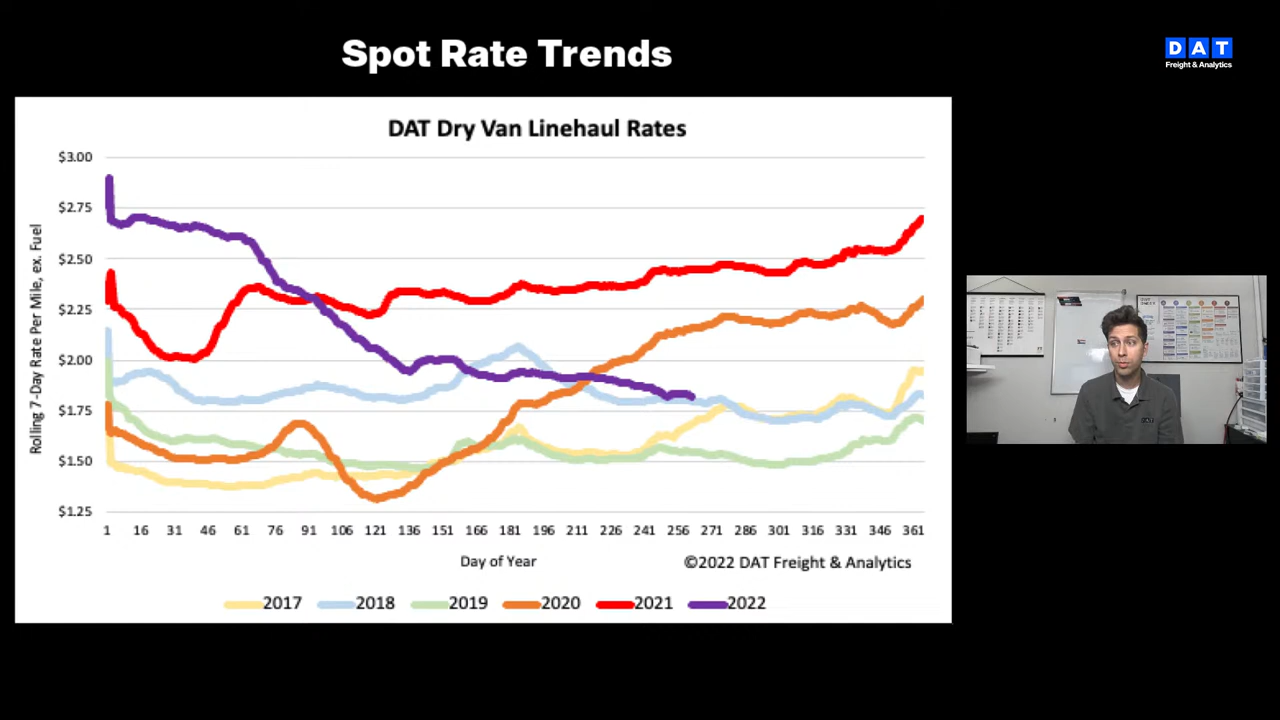 Spot Rate Trends
DAT
Freight & Analytics
DAT Dry Van Linehaul Rates
Rolling 7-Day Rate Per Mile, ex. Fuel
$3.00
$2.75
$2.50
$2.25
$2.00
$1.75
$1.50
$1.25
1 16 31 46 61 76 91 106 121 136 151 166 181 196 211 226 241 256 271 286 301 316 331 346 361
Day of Year
©2022 DAT Freight & Analytics
2017 2018 2019 2020 2021 2022